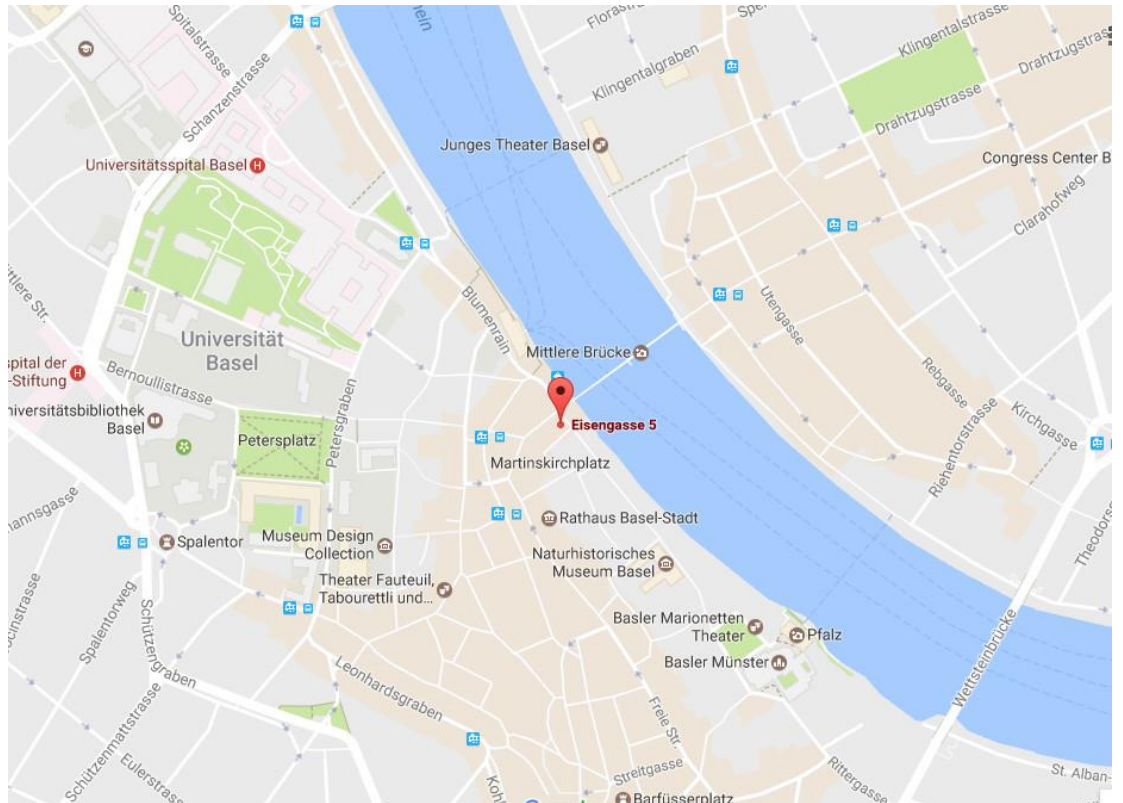 Spitalstrasse
Schanzenstrasse
Klingentalgraben
Klingentalstrasse
Drahtzugstrasse
Drahtzugstrasse
Junges Theater Basel
Universitätsspital Basel
H
Congress Center B
Clarahofweg
Blumenrain
Utengasse
Universität
Basel
Mittlere Brücke
Rebgasse
spital der
-Stiftung
H
Bernoullistrasse
Petersgraben
Kirchgasse
niversitätsbibliothek
Basel
Petersplatz
Eisengasse 5
Riehentorstrasse
Martinskirchplatz
Rathaus Basel-Stadt
Spalentor
Museum Design
Collection
Naturhistorisches
Museum Basel
Theater Fauteuil,
Tabourettli und...
Spalentorweg
Schützengraben
Basler Marionetten
Theater
Pfalz
Basler Münster
Wettsteinbrücke
Leonhardsgraben
Freie Str.
Schützenmattstrasse
Eulerstrasse
Streitgasse
Rittergasse
St. Alban-
Barfüsserplatz